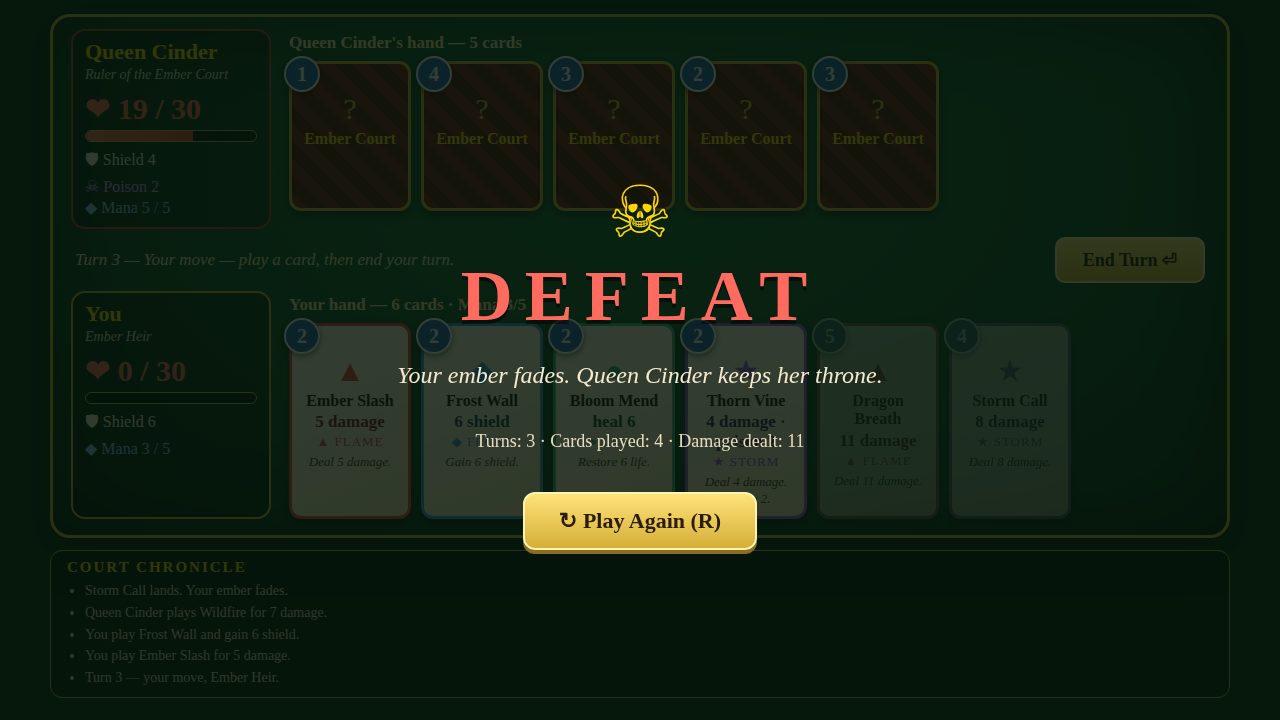 Queen Cinder
Ruler of the Ember Court
❤ 19 / 30
Shield 4
☠ Poison 2
◆ Mana 5 / 5
Queen Cinder's hand — 5 cards
1
?
Ember Court
4
?
Ember Court
3
?
Ember Court
2
?
Ember Court
3
?
Ember Court
Turn 3 — Your move — play a card, then end your turn.
End Turn ⏎
DEFEAT
Your ember fades. Queen Cinder keeps her throne.
Turns: 3 · Cards played: 4 · Damage dealt: 11
↻ Play Again (R)
You
Ember Heir
❤ 0 / 30
Shield 6
◆ Mana 3 / 5
Your hand — 6 cards · Mana 3/5
2
Ember Slash
5 damage
▲ FLAME
Deal 5 damage.
2
Frost Wall
6 shield
Gain 6 shield.
2
Bloom Mend
heal 6
Restore 6 life.
2
Thorn Vine
4 damage ·
★ STORM
Deal 4 damage.
2.
5
Dragon
Breath
11 damage
▲ FLAME
Deal 11 damage.
4
Storm Call
8 damage
★ STORM
Deal 8 damage.
COURT CHRONICLE
• Storm Call lands. Your ember fades.
• Queen Cinder plays Wildfire for 7 damage.
• You play Frost Wall and gain 6 shield.
• You play Ember Slash for 5 damage.
• Turn 3 — your move, Ember Heir.